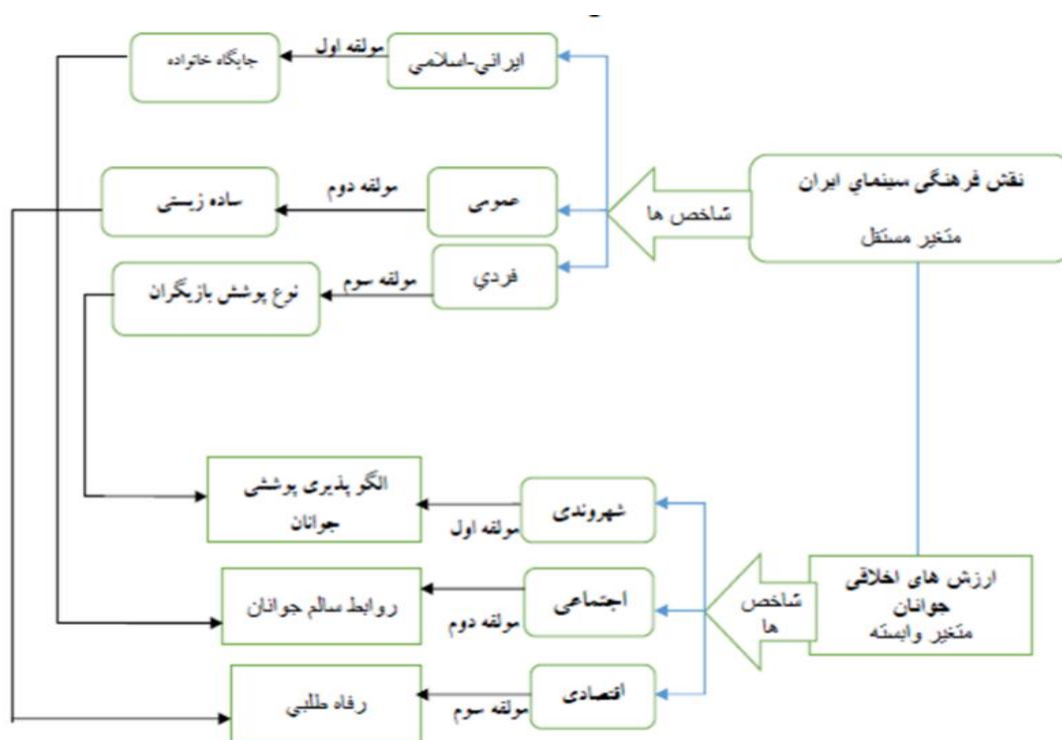 نقش فرهنگی سینمای ایران
متغیر مستقل
شاخص ها
ایرانی-اسلامی
مولفه اول
جایگاه خانواده
عمومی
مولفه دوم
ساده زیستی
فردی
مولفه سوم
نوع پوشش بازیگران
ارزش های اخلاقی
جوانان
متغیر وابسته
شاخص
ها
شهروندی
مولفه اول
الگو پذیری پوششی
جوانان
اجتماعی
مولفه دوم
روابط سالم جوانان
اقتصادی
مولفه سوم
رفاه طلبی